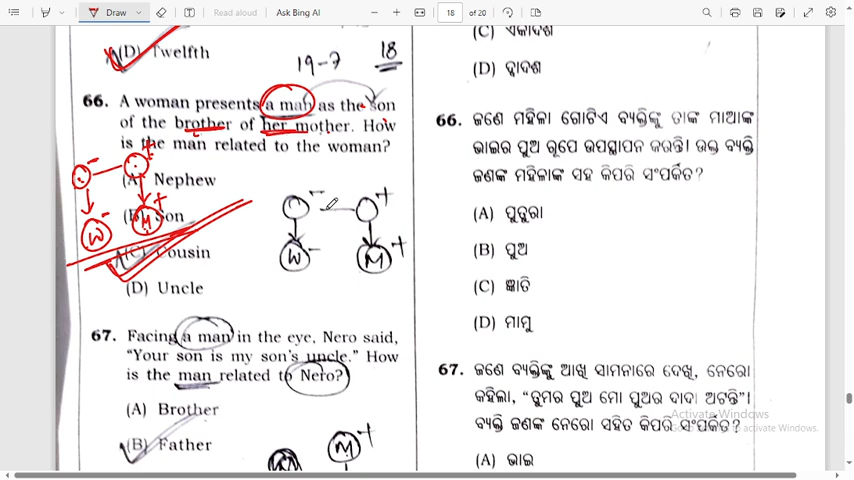 Draw
Read aloud
Ask Bing AI
18 of 20
(D) Twelfth
19-7 18
66. A woman presents a man as the son
of the brother of her mother. How
is the man related to the woman?
(A) Nephew
(B) Son
(C) Cousin
(D) Uncle
- +
W - M +
- +
W - M +
67. Facing a man in the eye, Nero said,
"Your son is my son's uncle." How
is the man related to Nero?
(A) Brother
(B) Father
M +
(C) ଏକାଦଶ
(D) ଦ୍ଵାଦଶ
66. ଜଣେ ମହିଳା ଗୋଟିଏ ବ୍ୟକ୍ତିଙ୍କୁ ତାଙ୍କ ମାଆଙ୍କ
ଭାଇର ପୁଅ ରୂପେ ଉପସ୍ଥାପନ କରନ୍ତି। ଉକ୍ତ ବ୍ୟକ୍ତି
ଜଣଙ୍କ ମହିଳାଙ୍କ ସହ କିପରି ସଂପର୍କିତ?
(A) ପୁତୁରା
(B) ପୁଅ
(C) ଜ୍ଞାତି
(D) ମାମୁ
67. ଜଣେ ବ୍ୟକ୍ତିଙ୍କୁ ଆଖି ସାମନାରେ ଦେଖି, ନେରୋ
କହିଲା, “ତୁମର ପୁଅ ମୋ ପୁଅର ଦାଦା ଅଟନ୍ତି”।
ବ୍ୟକ୍ତି ଜଣଙ୍କ ନେରୋ ସହିତ କିପରି ସଂପର୍କିତ?
(A) ଭାଇ
Activate Windows